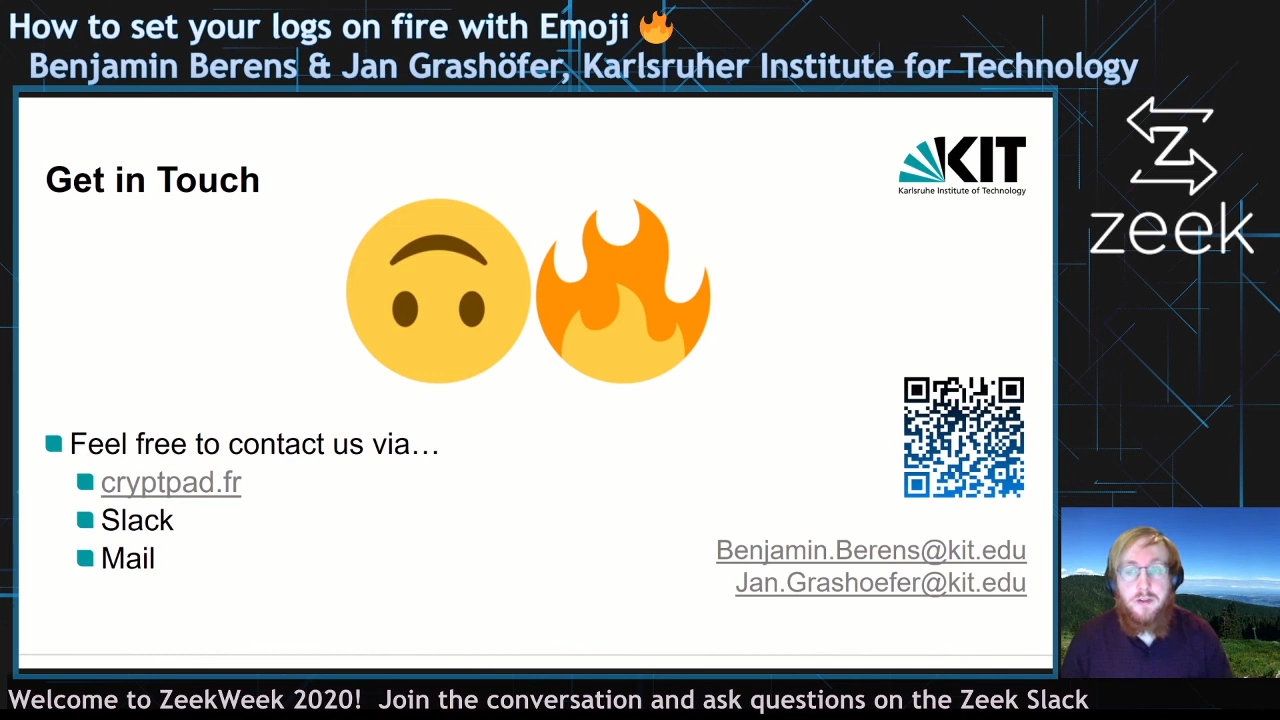 How to set your logs on fire with Emoji 🔥
Benjamin Berens & Jan Grashöfer, Karlsruher Institute for Technology
KIT
Karlsruhe Institute of Technology
Get in Touch
zeek
Feel free to contact us via…
cryptpad.fr
Slack
Mail
Benjamin.Berens@kit.edu
Jan.Grashoefer@kit.edu
Welcome to ZeekWeek 2020! Join the conversation and ask questions on the Zeek Slack